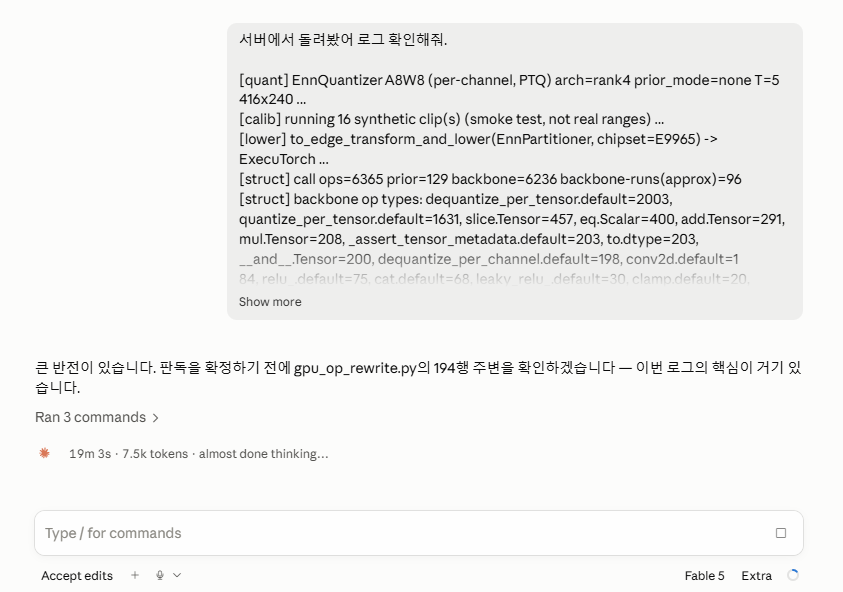 서버에서 돌려봤어 로그 확인해줘.
[quant] EnnQuantizer A8W8 (per-channel, PTQ) arch=rank4 prior_mode=none T=5
416x240 ...
[calib] running 16 synthetic clip(s) (smoke test, not real ranges) ...
[lower] to_edge_transform_and_lower(EnnPartitioner, chipset=E9965) ->
ExecuTorch ...
[struct] call ops=6365 prior=129 backbone=6236 backbone-runs(approx)=96
[struct] backbone op types: dequantize_per_tensor.default=2003,
quantize_per_tensor.default=1631, slice.Tensor=457, eq.Scalar=400, add.Tensor=291,
mul.Tensor=208, _assert_tensor_metadata.default=203, to.dtype=203,
__and__.Tensor=200, dequantize_per_channel.default=198, conv2d.default=1
84, relu_.default=75, cat.default=68, leaky_relu_.default=30, clamp.default=20,
Show more
큰 반전이 있습니다. 판독을 확정하기 전에 gpu_op_rewrite.py의 194행 주변을 확인하겠습니다 — 이번 로그의 핵심이 거기 있
습니다.
Ran 3 commands >
19m 3s · 7.5k tokens · almost done thinking...
Type / for commands
Accept edits
Fable 5 Extra